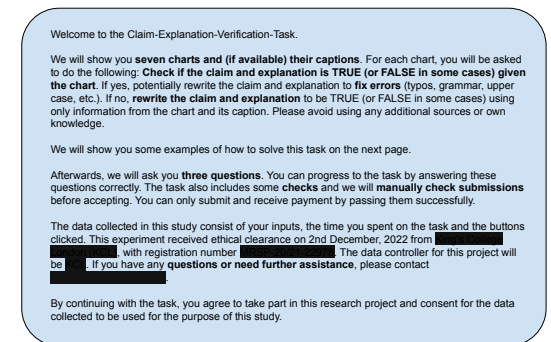 Welcome to the Claim-Explanation-Verification-Task.
We will show you seven charts and (if available) their captions. For each chart, you will be asked
to do the following: Check if the claim and explanation is TRUE (or FALSE in some cases) given
the chart. If yes, potentially rewrite the claim and explanation to fix errors (typos, grammar, upper
case, etc.). If no, rewrite the claim and explanation to be TRUE (or FALSE in some cases) using
only information from the chart and its caption. Please avoid using any additional sources or own
knowledge.
We will show you some examples of how to solve this task on the next page.
Afterwards, we will ask you three questions. You can progress to the task by answering these
questions correctly. The task also includes some checks and we will manually check submissions
before accepting. You can only submit and receive payment by passing them successfully.
The data collected in this study consist of your inputs, the time you spent on the task and the buttons
clicked. This experiment received ethical clearance on 2nd December, 2022 from
, with registration number . The data controller for this project will
be . If you have any questions or need further assistance, please contact
.
By continuing with the task, you agree to take part in this research project and consent for the data
collected to be used for the purpose of this study.